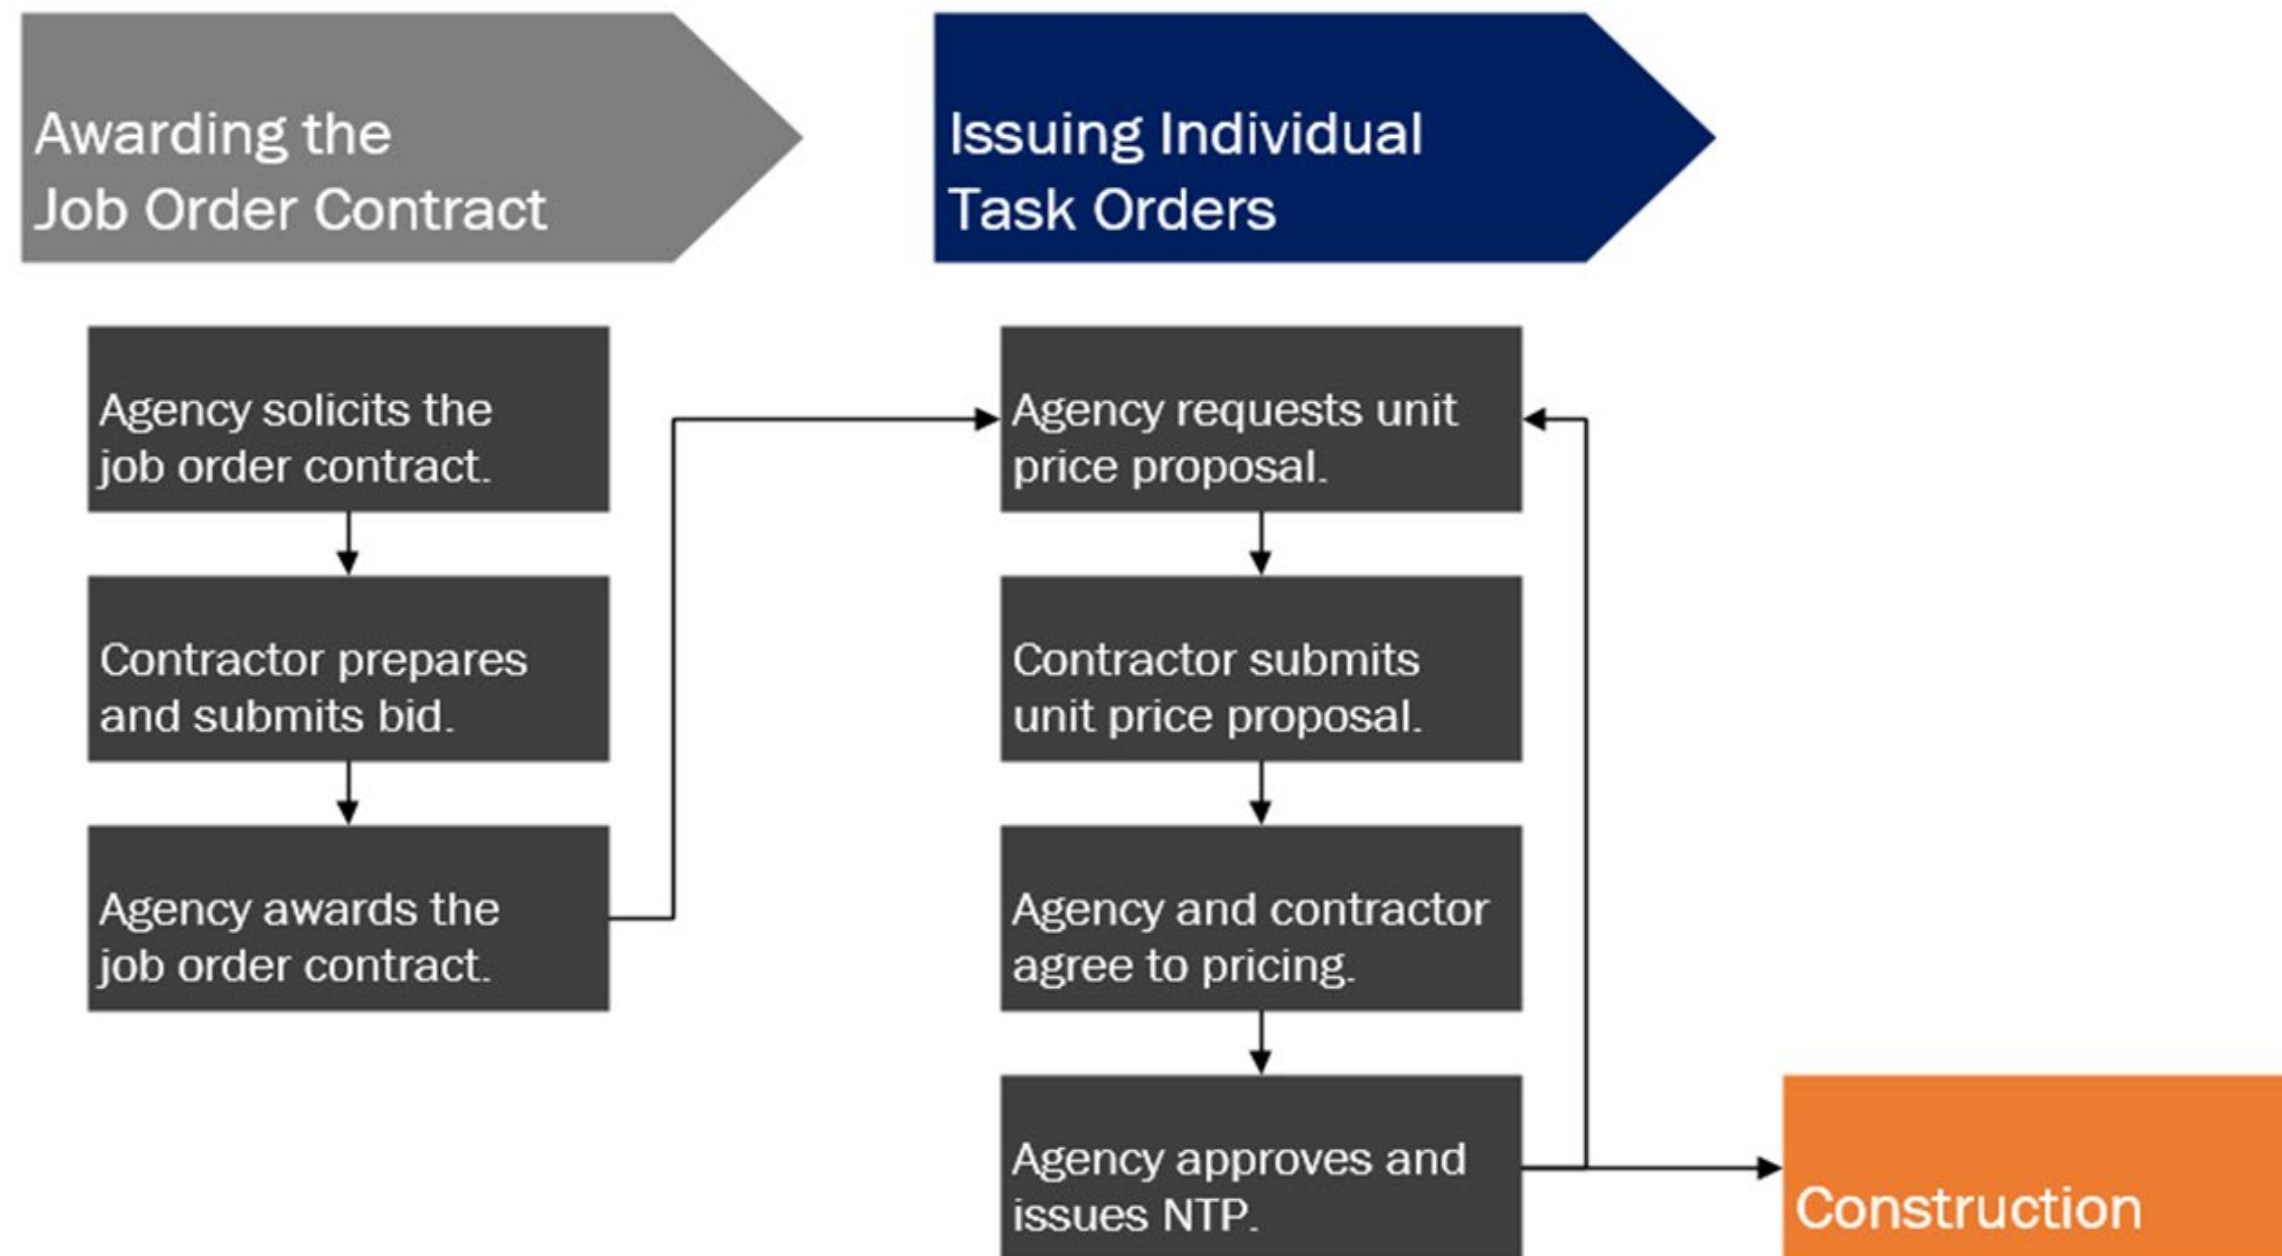 Awarding the
Job Order Contract
Agency solicits the
job order contract.
Contractor prepares
and submits bid.
Agency awards the
job order contract.
Issuing Individual
Task Orders
Agency requests unit
price proposal.
Contractor submits
unit price proposal.
Agency and contractor
agree to pricing.
Agency approves and
issues NTP.
Construction